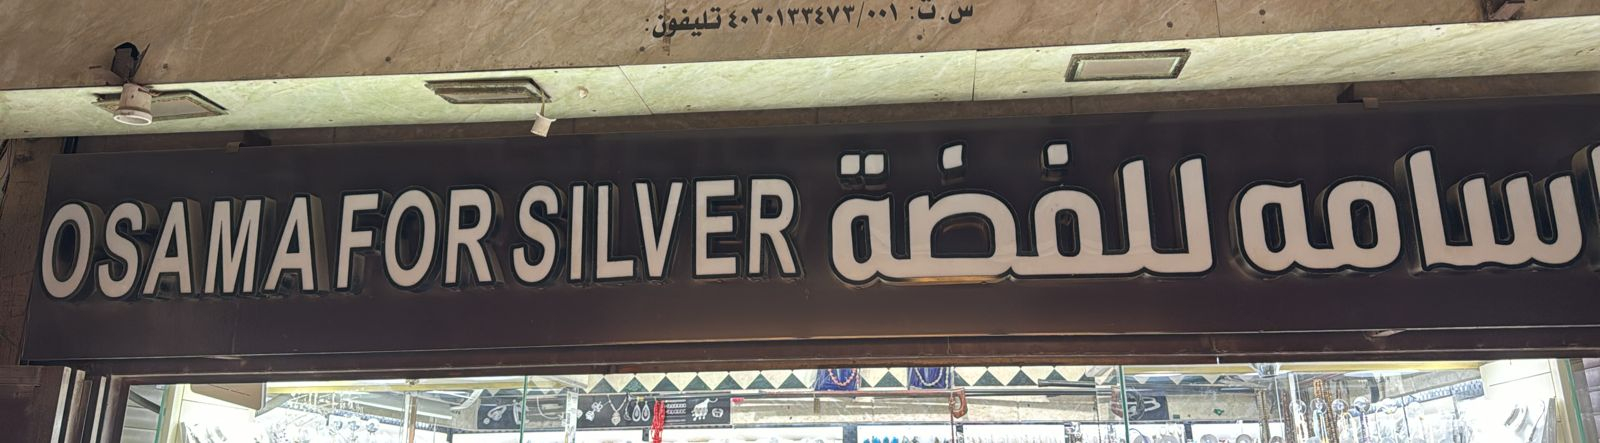 س.ت: ٤٠٣٠١٣٣٤٧٣/٠٠١ تليفون:
OSAMA FOR SILVER اسامه للفضة